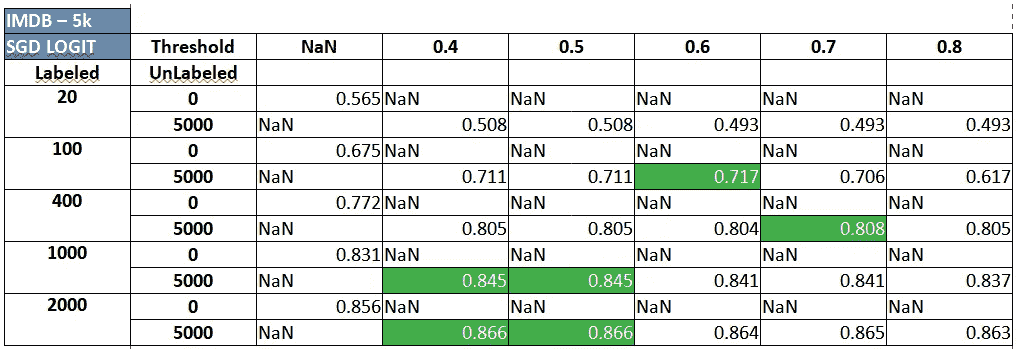 IMDB – 5k
SGD LOGIT Threshold NaN 0.4 0.5 0.6 0.7 0.8
Labeled UnLabeled
20 0 0.565 NaN NaN NaN NaN NaN
5000 NaN 0.508 0.508 0.493 0.493 0.493
100 0 0.675 NaN NaN NaN NaN NaN
5000 NaN 0.711 0.711 0.717 0.706 0.617
400 0 0.772 NaN NaN NaN NaN NaN
5000 NaN 0.805 0.805 0.804 0.808 0.805
1000 0 0.831 NaN NaN NaN NaN NaN
5000 NaN 0.845 0.845 0.841 0.841 0.837
2000 0 0.856 NaN NaN NaN NaN NaN
5000 NaN 0.866 0.866 0.864 0.865 0.863